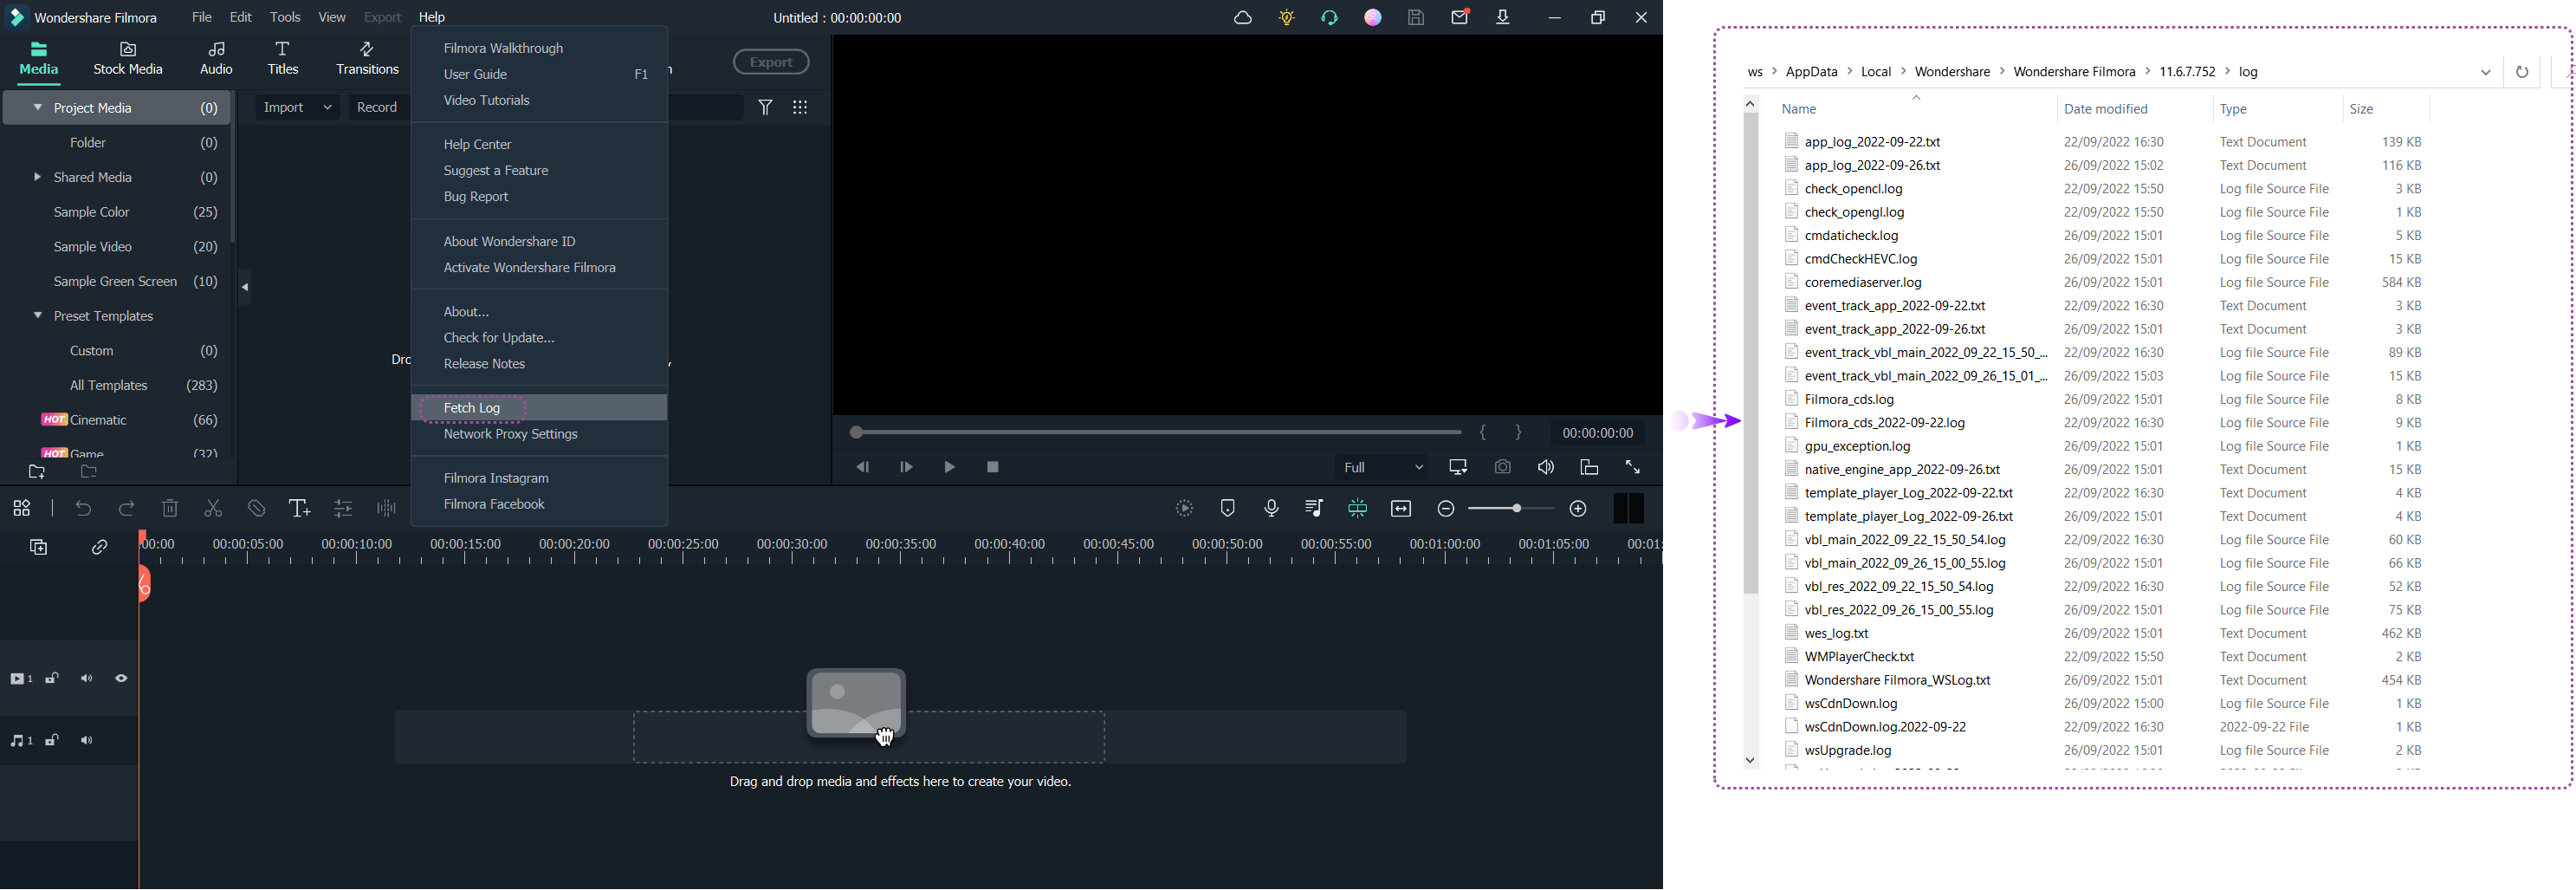 Wondershare Filmora File Edit Tools View Export Help Untitled : 00:00:00:00
Media Stock Media Audio Titles Transitions Export
Project Media (0)
Folder (0)
Shared Media (0)
Sample Color (25)
Sample Video (20)
Sample Green Screen (10)
Preset Templates
Custom (0)
All Templates (283)
HOT Cinematic (66)
HOT Game (32)
Import Record
Filmora Walkthrough
User Guide F1
Video Tutorials
Help Center
Suggest a Feature
Bug Report
About Wondershare ID
Activate Wondershare Filmora
About...
Check for Update...
Release Notes
Fetch Log
Network Proxy Settings
Filmora Instagram
Filmora Facebook
{ } 00:00:00:00
Full
:00:00 00:00:05:00 00:00:10:00 00:00:15:00 00:00:20:00 00:00:25:00 00:00:30:00 00:00:35:00 00:00:40:00 00:00:45:00 00:00:50:00 00:00:55:00 00:01:00:00 00:01:05:00 00:01:
1
1
Drag and drop media and effects here to create your video.
ws > AppData > Local > Wondershare > Wondershare Filmora > 11.6.7.752 > log
Name Date modified Type Size
app_log_2022-09-22.txt 22/09/2022 16:30 Text Document 139 KB
app_log_2022-09-26.txt 26/09/2022 15:02 Text Document 116 KB
check_opencl.log 22/09/2022 15:50 Log file Source File 3 KB
check_opengl.log 22/09/2022 15:50 Log file Source File 1 KB
cmdaticheck.log 26/09/2022 15:01 Log file Source File 5 KB
cmdCheckHEVC.log 26/09/2022 15:01 Log file Source File 15 KB
coremediaserver.log 26/09/2022 15:01 Log file Source File 584 KB
event_track_app_2022-09-22.txt 22/09/2022 16:30 Text Document 3 KB
event_track_app_2022-09-26.txt 26/09/2022 15:01 Text Document 3 KB
event_track_vbl_main_2022_09_22_15_50_... 22/09/2022 16:30 Log file Source File 89 KB
event_track_vbl_main_2022_09_26_15_01_... 26/09/2022 15:03 Log file Source File 15 KB
Filmora_cds.log 26/09/2022 15:01 Log file Source File 8 KB
Filmora_cds_2022-09-22.log 22/09/2022 16:30 Log file Source File 9 KB
gpu_exception.log 26/09/2022 15:01 Log file Source File 1 KB
native_engine_app_2022-09-26.txt 26/09/2022 15:01 Text Document 15 KB
template_player_Log_2022-09-22.txt 22/09/2022 16:30 Text Document 4 KB
template_player_Log_2022-09-26.txt 26/09/2022 15:01 Text Document 4 KB
vbl_main_2022_09_22_15_50_54.log 22/09/2022 16:30 Log file Source File 60 KB
vbl_main_2022_09_26_15_00_55.log 26/09/2022 15:01 Log file Source File 66 KB
vbl_res_2022_09_22_15_50_54.log 22/09/2022 16:30 Log file Source File 52 KB
vbl_res_2022_09_26_15_00_55.log 26/09/2022 15:01 Log file Source File 75 KB
wes_log.txt 26/09/2022 15:01 Text Document 462 KB
WMPlayerCheck.txt 22/09/2022 15:50 Text Document 2 KB
Wondershare Filmora_WSLog.txt 26/09/2022 15:01 Text Document 454 KB
wsCdnDown.log 26/09/2022 15:00 Log file Source File 1 KB
wsCdnDown.log.2022-09-22 22/09/2022 16:30 2022-09-22 File 1 KB
wsUpgrade.log 26/09/2022 15:01 Log file Source File 2 KB